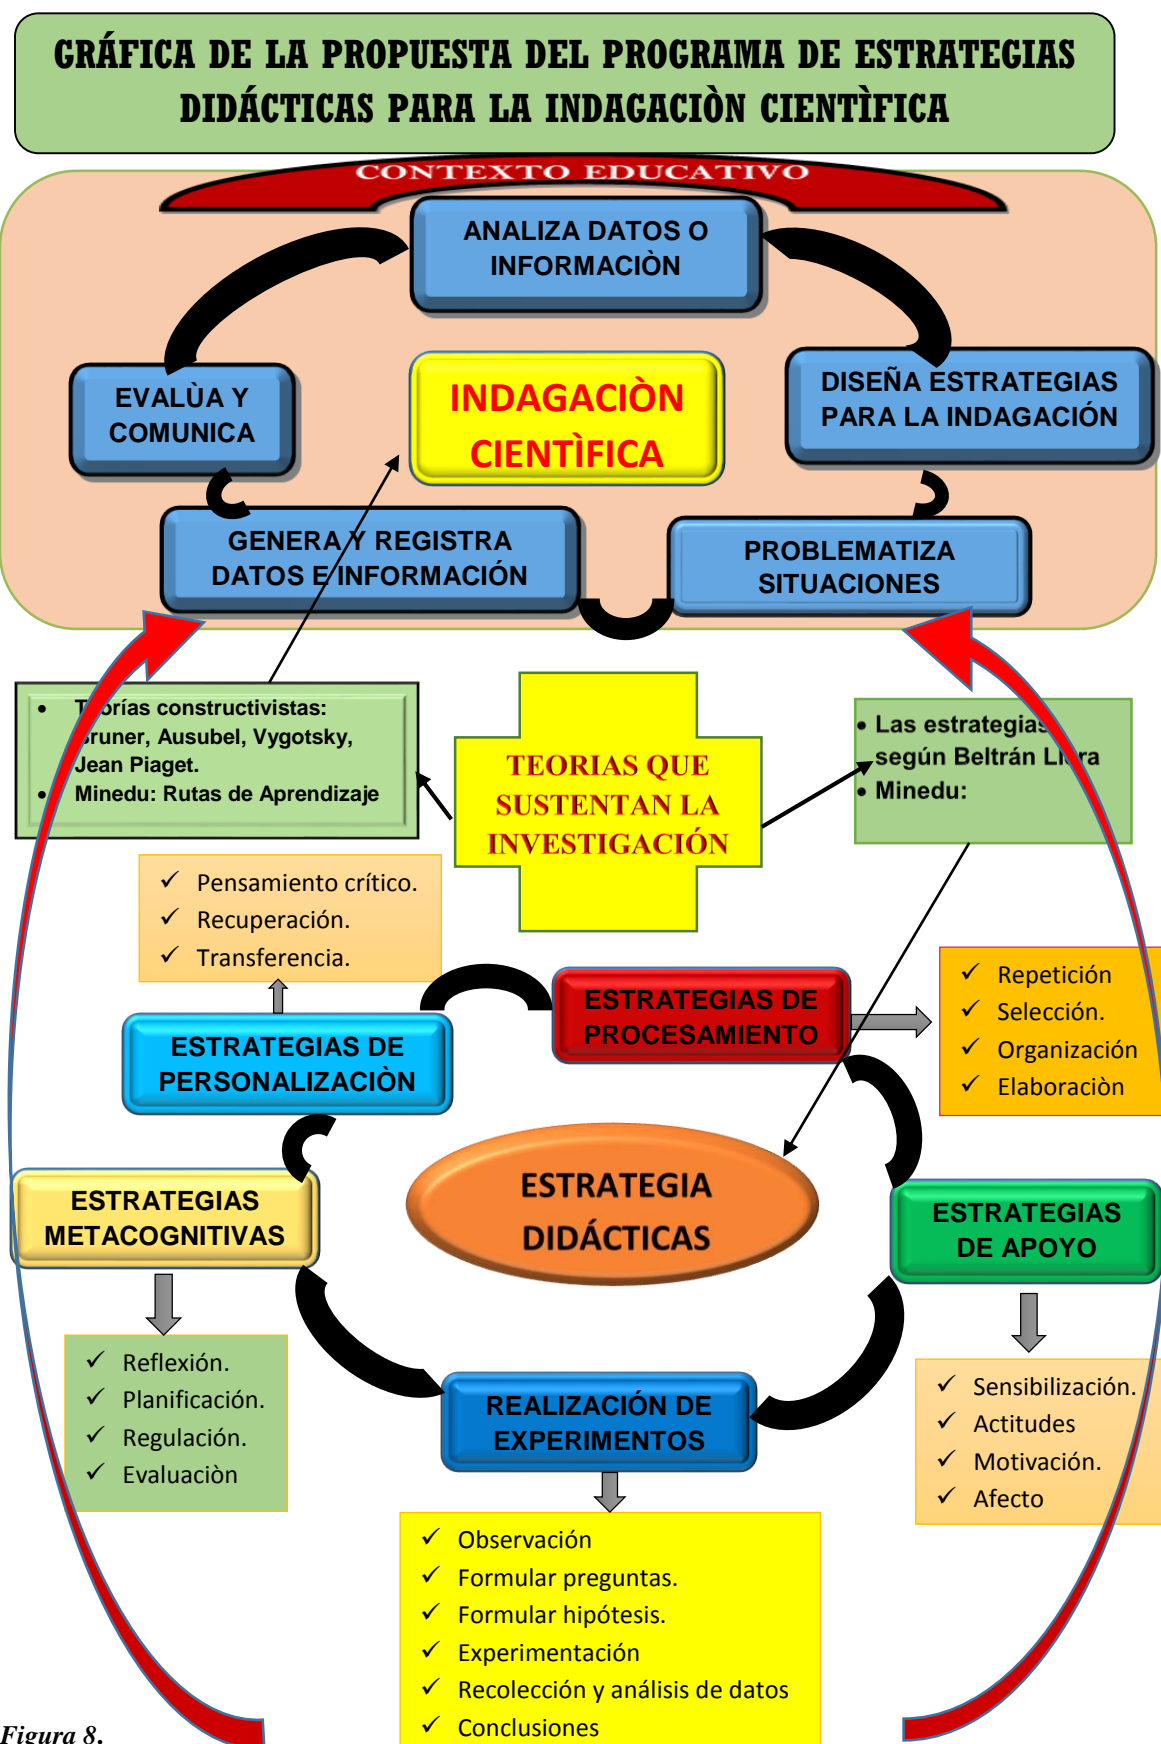 GRÁFICA DE LA PROPUESTA DEL PROGRAMA DE ESTRATEGIAS
DIDÁCTICAS PARA LA INDAGACIÒN CIENTÌFICA
CONTEXTO EDUCATIVO
ANALIZA DATOS O
INFORMACIÒN
EVALÙA Y
COMUNICA
INDAGACIÒN
CIENTÌFICA
DISEÑA ESTRATEGIAS
PARA LA INDAGACIÓN
GENERA Y REGISTRA
DATOS E INFORMACIÓN
PROBLEMATIZA
SITUACIONES
• Teorías constructivistas:
Bruner, Ausubel, Vygotsky,
Jean Piaget.
• Minedu: Rutas de Aprendizaje
TEORIAS QUE
SUSTENTAN LA
INVESTIGACIÓN
• Las estrategias
según Beltrán Llera
• Minedu:
✓ Pensamiento crítico.
✓ Recuperación.
✓ Transferencia.
ESTRATEGIAS DE
PROCESAMIENTO
✓ Repetición
✓ Selección.
✓ Organización
✓ Elaboraciòn
ESTRATEGIAS DE
PERSONALIZACIÒN
ESTRATEGIA
DIDÁCTICAS
ESTRATEGIAS
METACOGNITIVAS
ESTRATEGIAS
DE APOYO
✓ Reflexión.
✓ Planificación.
✓ Regulación.
✓ Evaluaciòn
REALIZACIÓN DE
EXPERIMENTOS
✓ Sensibilización.
✓ Actitudes
✓ Motivación.
✓ Afecto
✓ Observación
✓ Formular preguntas.
✓ Formular hipótesis.
✓ Experimentación
✓ Recolección y análisis de datos
✓ Conclusiones
Figura 8.